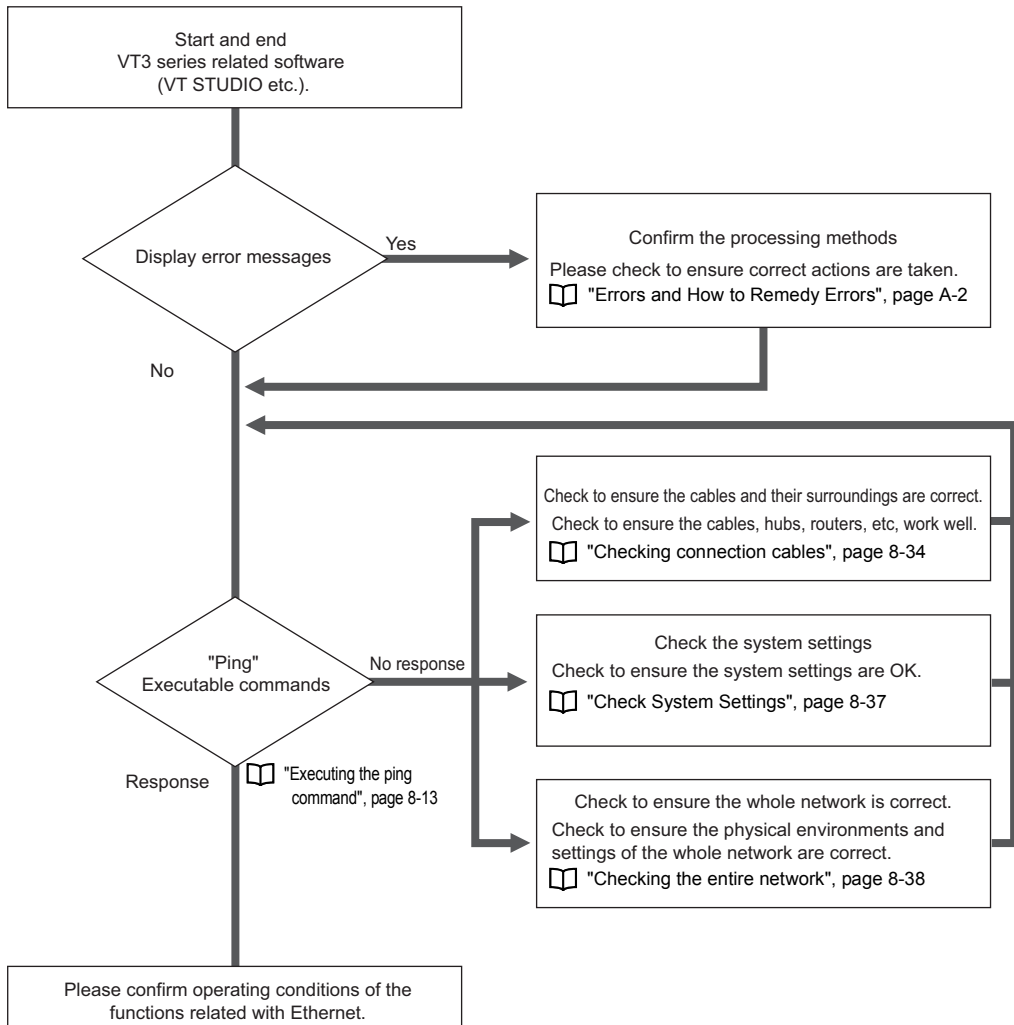 Start and end
VT3 series related software
(VT STUDIO etc.).
Display error messages
Yes
Confirm the processing methods
Please check to ensure correct actions are taken.
"Errors and How to Remedy Errors", page A-2
No
Check to ensure the cables and their surroundings are correct.
Check to ensure the cables, hubs, routers, etc, work well.
"Checking connection cables", page 8-34
"Ping"
Executable commands
No response
Check the system settings
Check to ensure the system settings are OK.
"Check System Settings", page 8-37
Response
"Executing the ping
command", page 8-13
Check to ensure the whole network is correct.
Check to ensure the physical environments and
settings of the whole network are correct.
"Checking the entire network", page 8-38
Please confirm operating conditions of the
functions related with Ethernet.